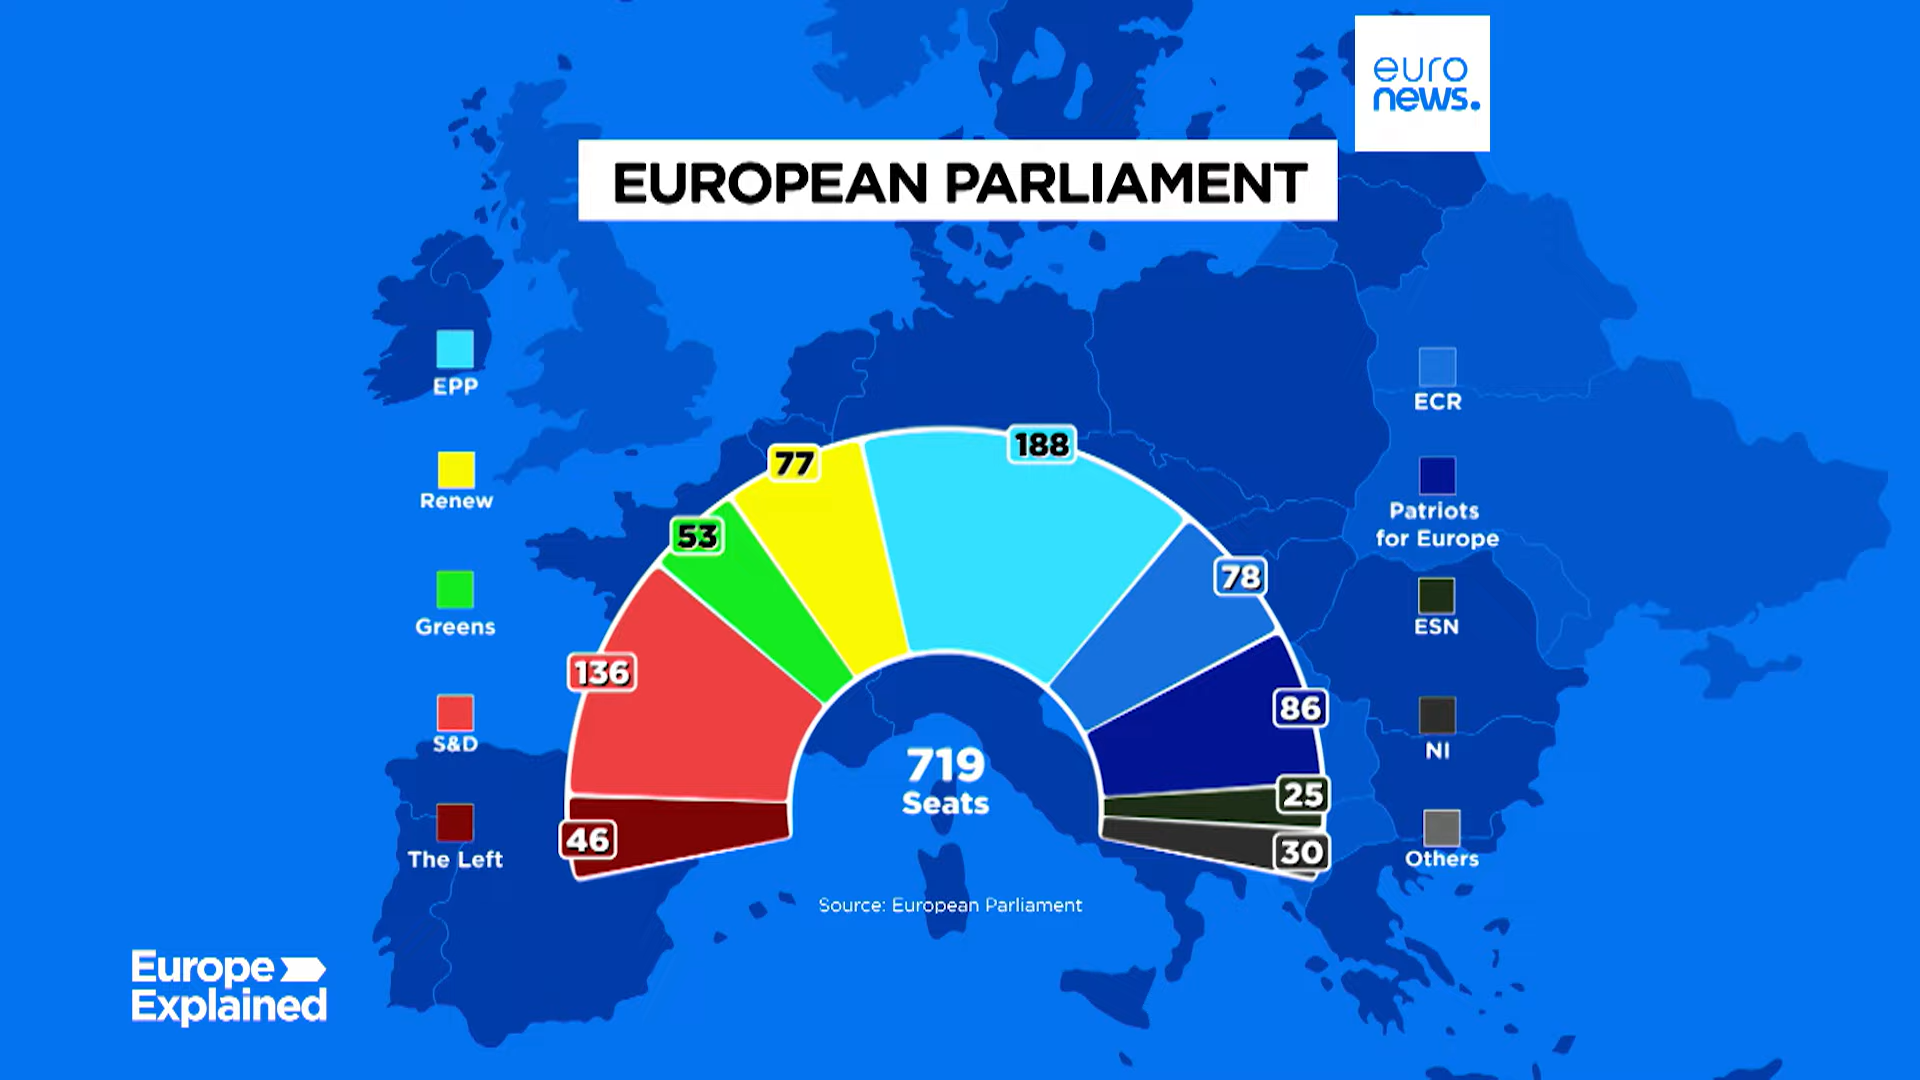 euro
news.
EUROPEAN PARLIAMENT
EPP
Renew
Greens
S&D
The Left
46
136
53
77
188
78
86
25
30
719
Seats
ECR
Patriots
for Europe
ESN
NI
Others
Source: European Parliament
Europe
Explained